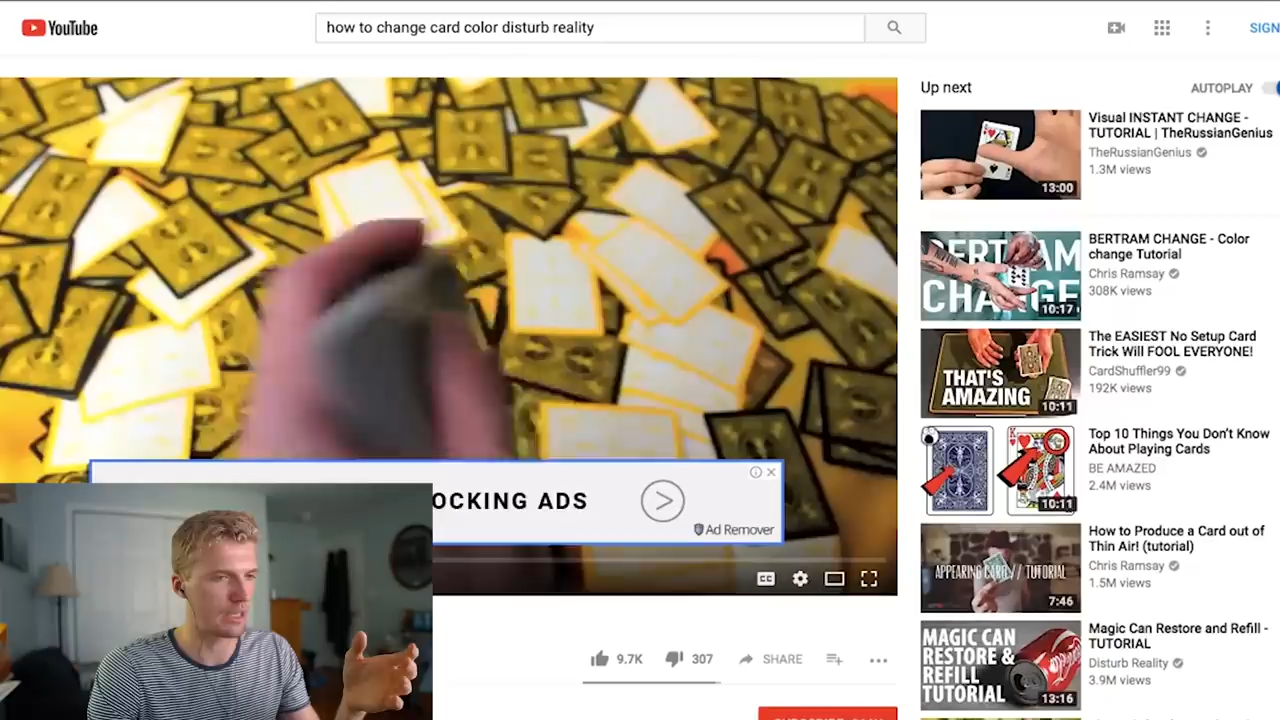 YouTube
how to change card color disturb reality
SIGN
Up next
AUTOPLAY
Visual INSTANT CHANGE -
TUTORIAL | TheRussianGenius
TheRussianGenius
1.3M views
13:00
BERTRAM CHANGE - Color
change Tutorial
Chris Ramsay
308K views
BERTRAM
CHANGE
10:17
The EASIEST No Setup Card
Trick Will FOOL EVERYONE!
CardShuffler99
192K views
THAT'S
AMAZING
10:11
Top 10 Things You Don't Know
About Playing Cards
BE AMAZED
2.4M views
10:11
How to Produce a Card out of
Thin Air! (tutorial)
Chris Ramsay
1.5M views
APPEARING CARD // TUTORIAL
7:46
Magic Can Restore and Refill -
TUTORIAL
Disturb Reality
3.9M views
MAGIC CAN
RESTORE &
REFILL
TUTORIAL
13:16
OCKING ADS
Ad Remover
CC
9.7K
307
SHARE